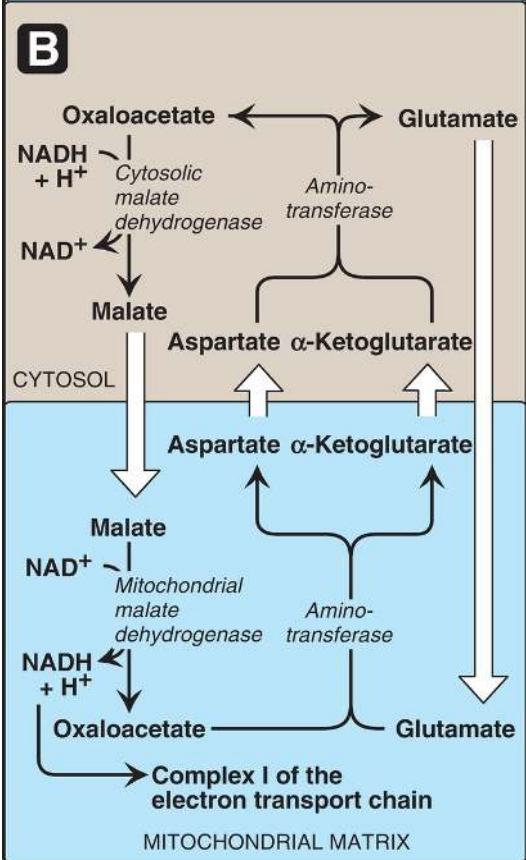 B
Oxaloacetate
Glutamate
NADH
+ H⁺
Cytosolic
malate
dehydrogenase
Amino-
transferase
NAD⁺
Malate
Aspartate α-Ketoglutarate
CYTOSOL
Aspartate α-Ketoglutarate
Malate
NAD⁺
Mitochondrial
malate
dehydrogenase
Amino-
transferase
NADH
+ H⁺
Oxaloacetate
Glutamate
Complex I of the
electron transport chain
MITOCHONDRIAL MATRIX